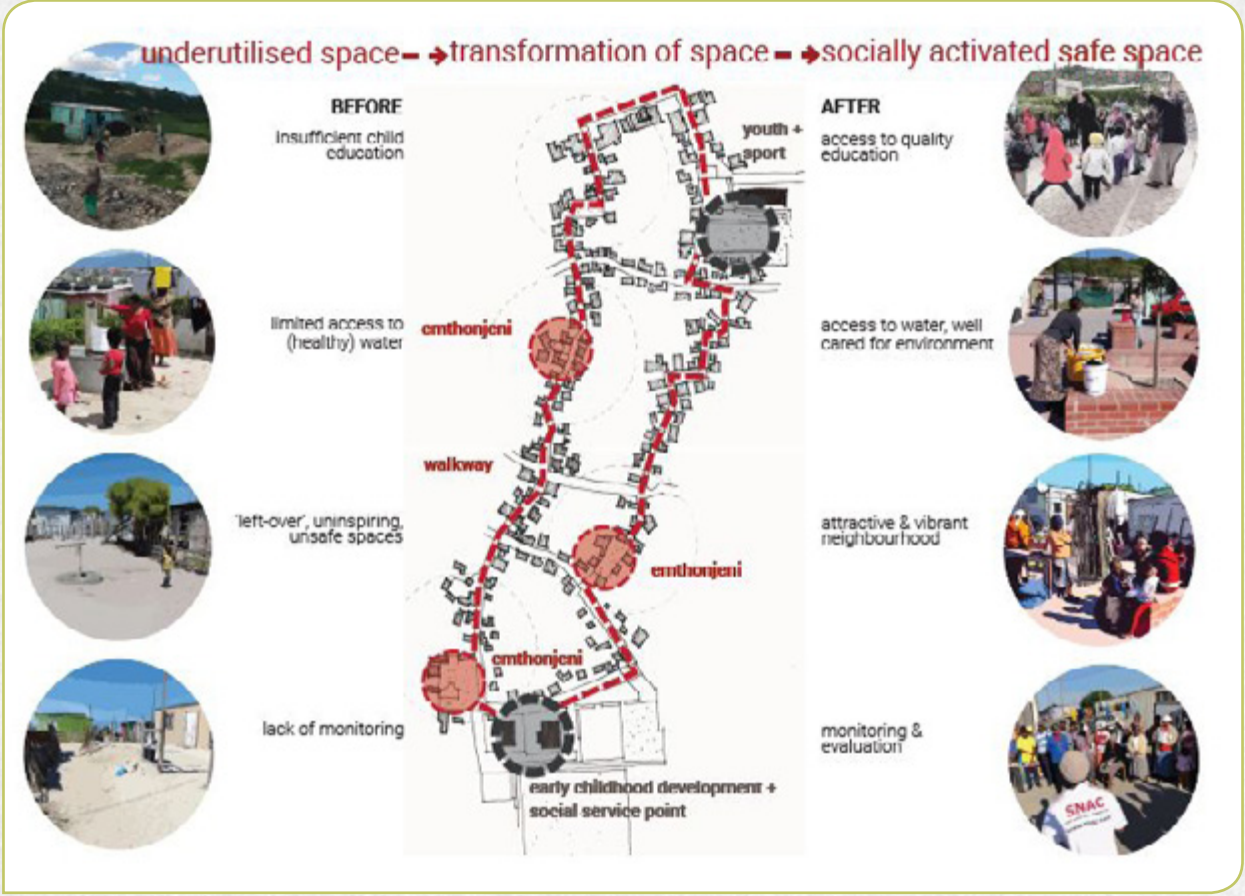 underutilised space
transformation of space
socially activated safe space
BEFORE
insufficient child
education
limited access to
(healthy) water
'left-over', uninspiring,
unsafe spaces
lack of monitoring
youth +
sport
emthonjeni
walkway
emthonjeni
emthonjeni
early childhood development +
social service point
AFTER
access to quality
education
access to water, well
cared for environment
attractive & vibrant
neighbourhood
monitoring &
evaluation
SNAC